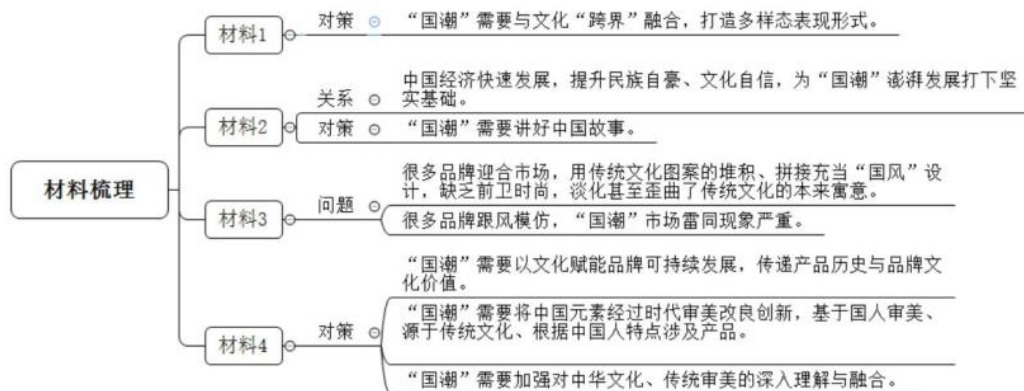 材料梳理
材料1
对策
“国潮”需要与文化“跨界”融合，打造多样态表现形式。
材料2
关系
中国经济快速发展，提升民族自豪、文化自信，为“国潮”澎湃发展打下坚
实基础。
对策
“国潮”需要讲好中国故事。
材料3
问题
很多品牌迎合市场，用传统文化图案的堆积、拼接充当“国风”设
计，缺乏前卫时尚，淡化甚至歪曲了传统文化的本来寓意。
很多品牌跟风模仿，“国潮”市场雷同现象严重。
材料4
对策
“国潮”需要以文化赋能品牌可持续发展，传递产品历史与品牌文
化价值。
“国潮”需要将中国元素经过时代审美改良创新，基于国人审美、
源于传统文化、根据中国人特点涉及产品。
“国潮”需要加强对中华文化、传统审美的深入理解与融合。